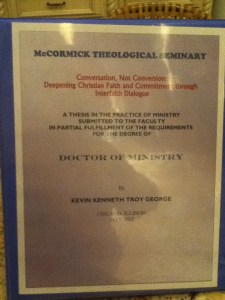 McCORMICK THEOLOGICAL SEMINARY
Conversation, Not Conversion:
Deepening Christian Faith and Commitment through
Interfaith Dialogue
A THESIS IN THE PRACTICE OF MINISTRY
SUBMITTED TO THE FACULTY
IN PARTIAL FULFILLMENT OF THE REQUIREMENTS
FOR THE DEGREE OF
DOCTOR OF MINISTRY
By
KEVIN KENNETH TROY GEORGE
CHICAGO, ILLINOIS